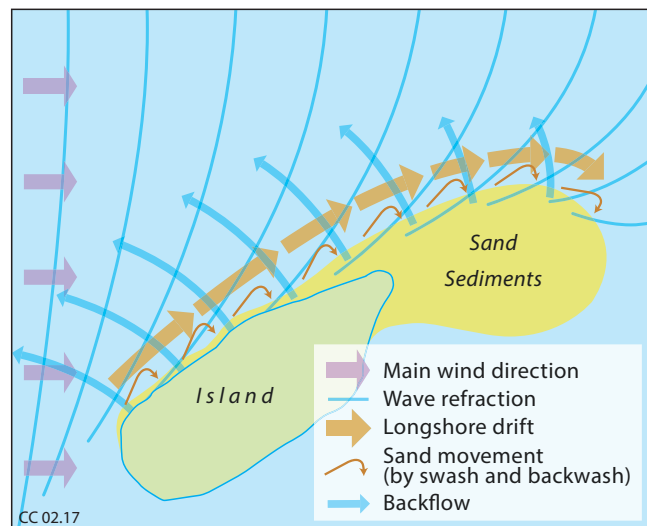 Sand
Sediments
Island
Main wind direction
Wave refraction
Longshore drift
Sand movement
(by swash and backwash)
Backflow
CC 02.17